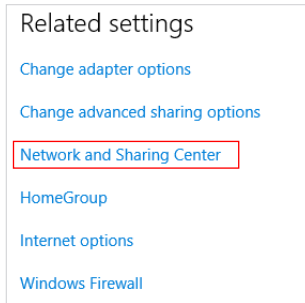 Related settings
Change adapter options
Change advanced sharing options
Network and Sharing Center
HomeGroup
Internet options
Windows Firewall